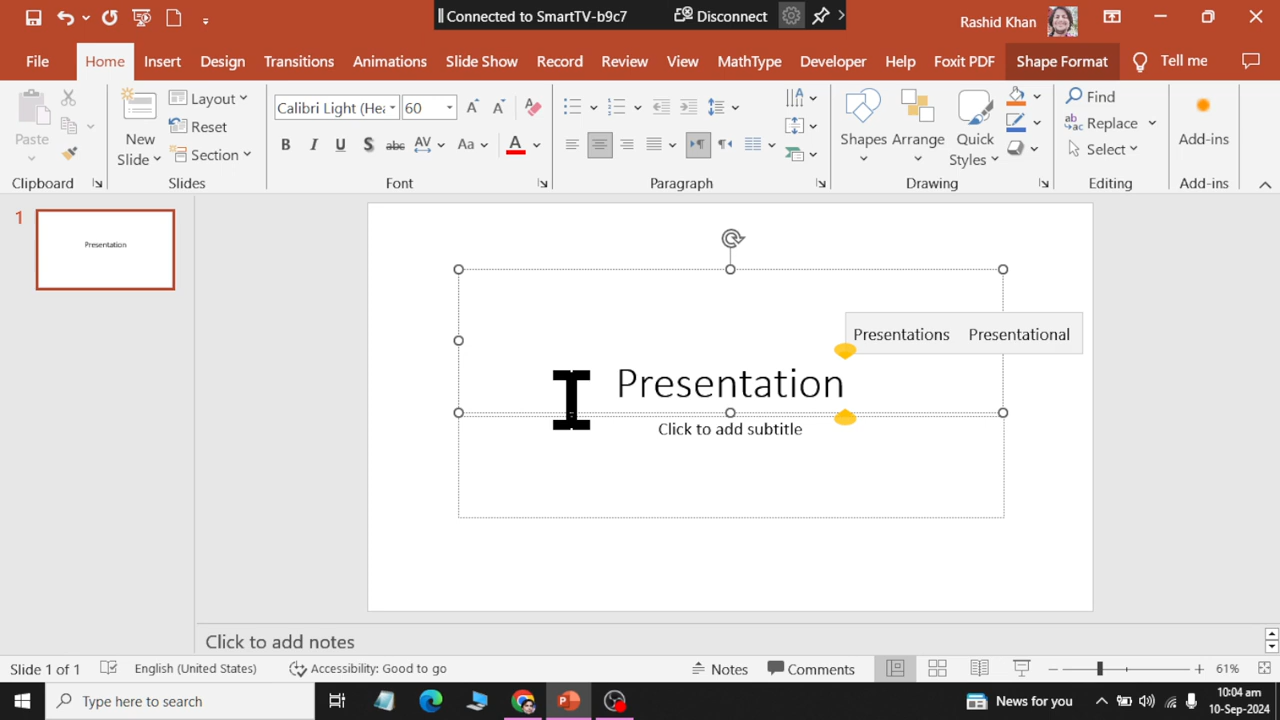 Connected to SmartTV-b9c7 Disconnect
Rashid Khan
File Home Insert Design Transitions Animations Slide Show Record Review View MathType Developer Help Foxit PDF Shape Format Tell me
Paste
Clipboard
New Slide
Layout
Reset
Section
Slides
Calibri Light (Hea 60
B I U S abc AV Aa A
Font
Paragraph
Shapes Arrange Quick Styles
Drawing
Find
Replace
Select
Editing
Add-ins
Add-ins
1
Presentation
Presentations Presentational
Presentation
Click to add subtitle
Click to add notes
Slide 1 of 1 English (United States) Accessibility: Good to go Notes Comments 61%
Type here to search
News for you
10:04 am
10-Sep-2024